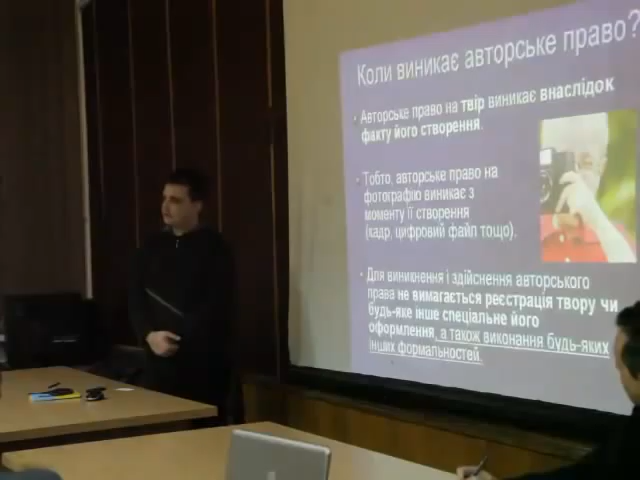 Коли виникає авторське право?
Авторське право на твір виникає внаслідок
факту його створення.
Тобто, авторське право на
фотографію виникає з
моменту її створення
(кадр, цифровий файл тощо).
Для виникнення і здійснення авторського
права не вимагається реєстрація твору чи
будь-яке інше спеціальне його
оформлення, а також виконання будь-яких
інших формальностей.